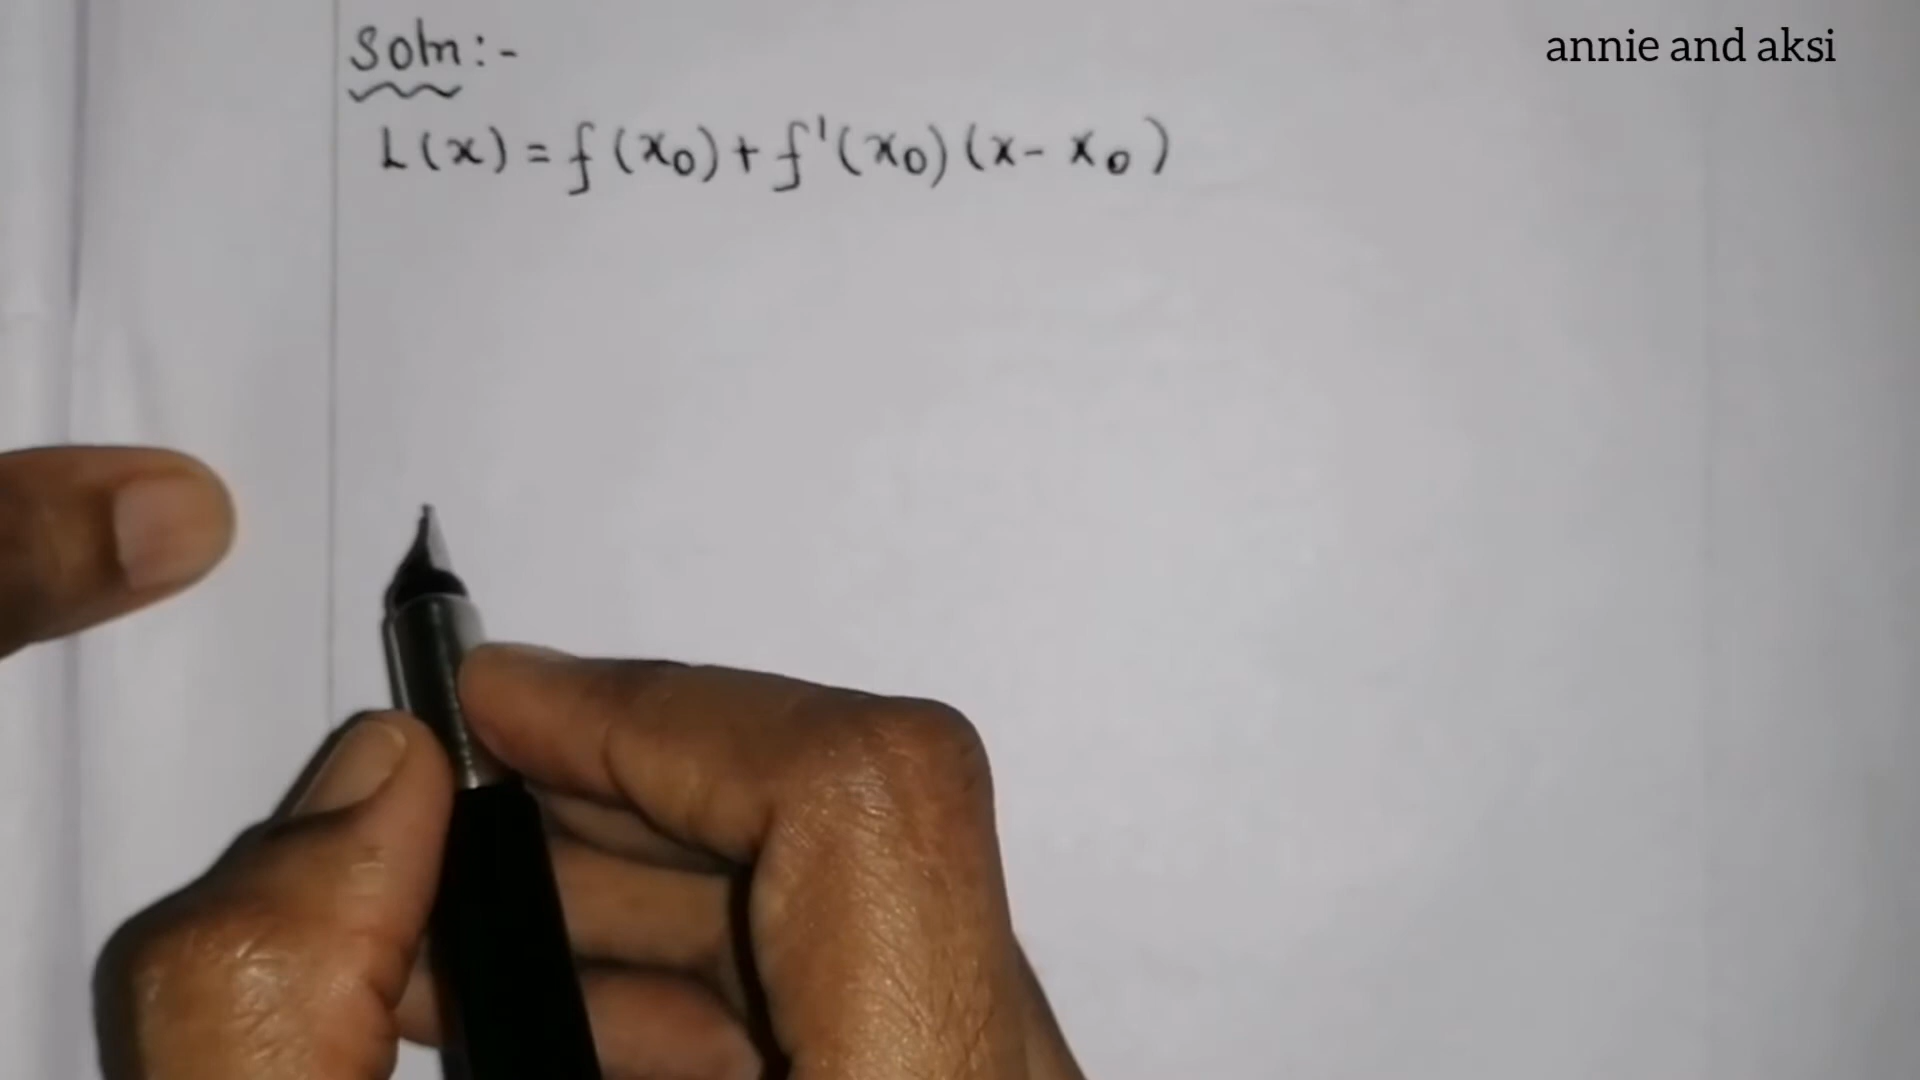 Soln:-
annie and aksi
L(x) = f(x₀) + f'(x₀)(x - x₀)